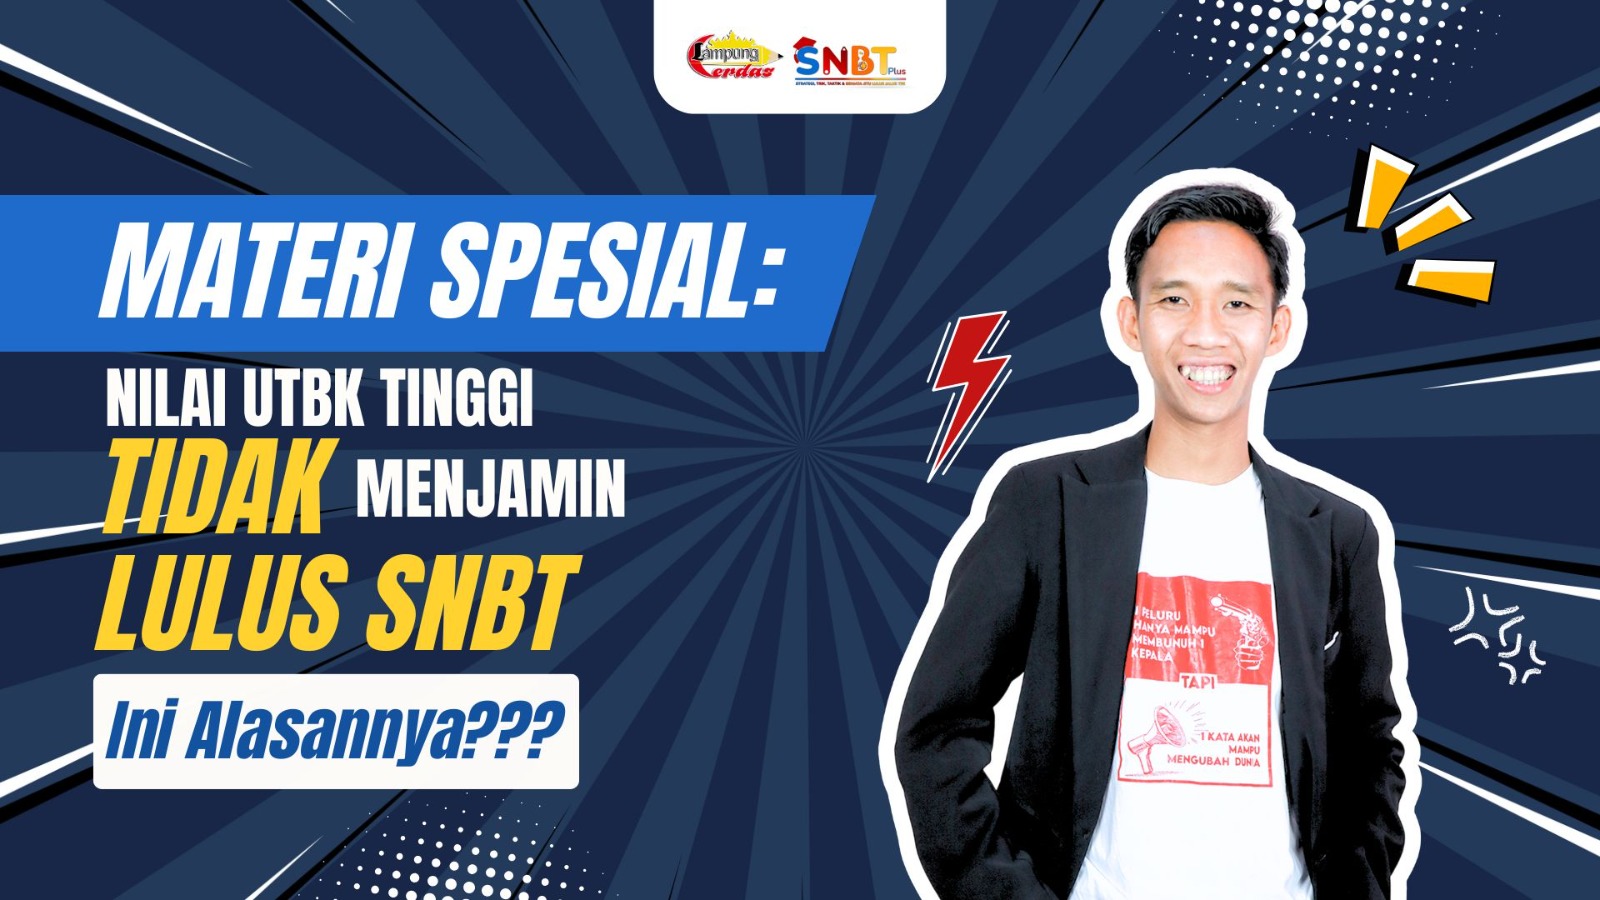 Lampung
Cerdas
SNBT
Plus
MATERI SPESIAL:
NILAI UTBK TINGGI
TIDAK MENJAMIN
LULUS SNBT
Ini Alasannya???
1 PELURU
HANYA MAMPU
MEMBUNUH 1
KEPALA
TAPI
1 KATA AKAN
MAMPU
MENGUBAH DUNIA